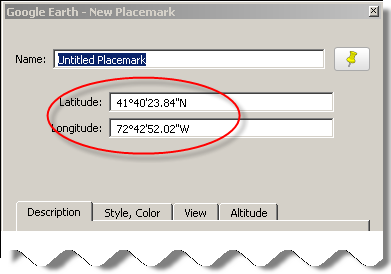 Google Earth - New Placemark
Name: Untitled Placemark
Latitude: 41°40'23.84"N
Longitude: 72°42'52.02"W
Description Style, Color View Altitude